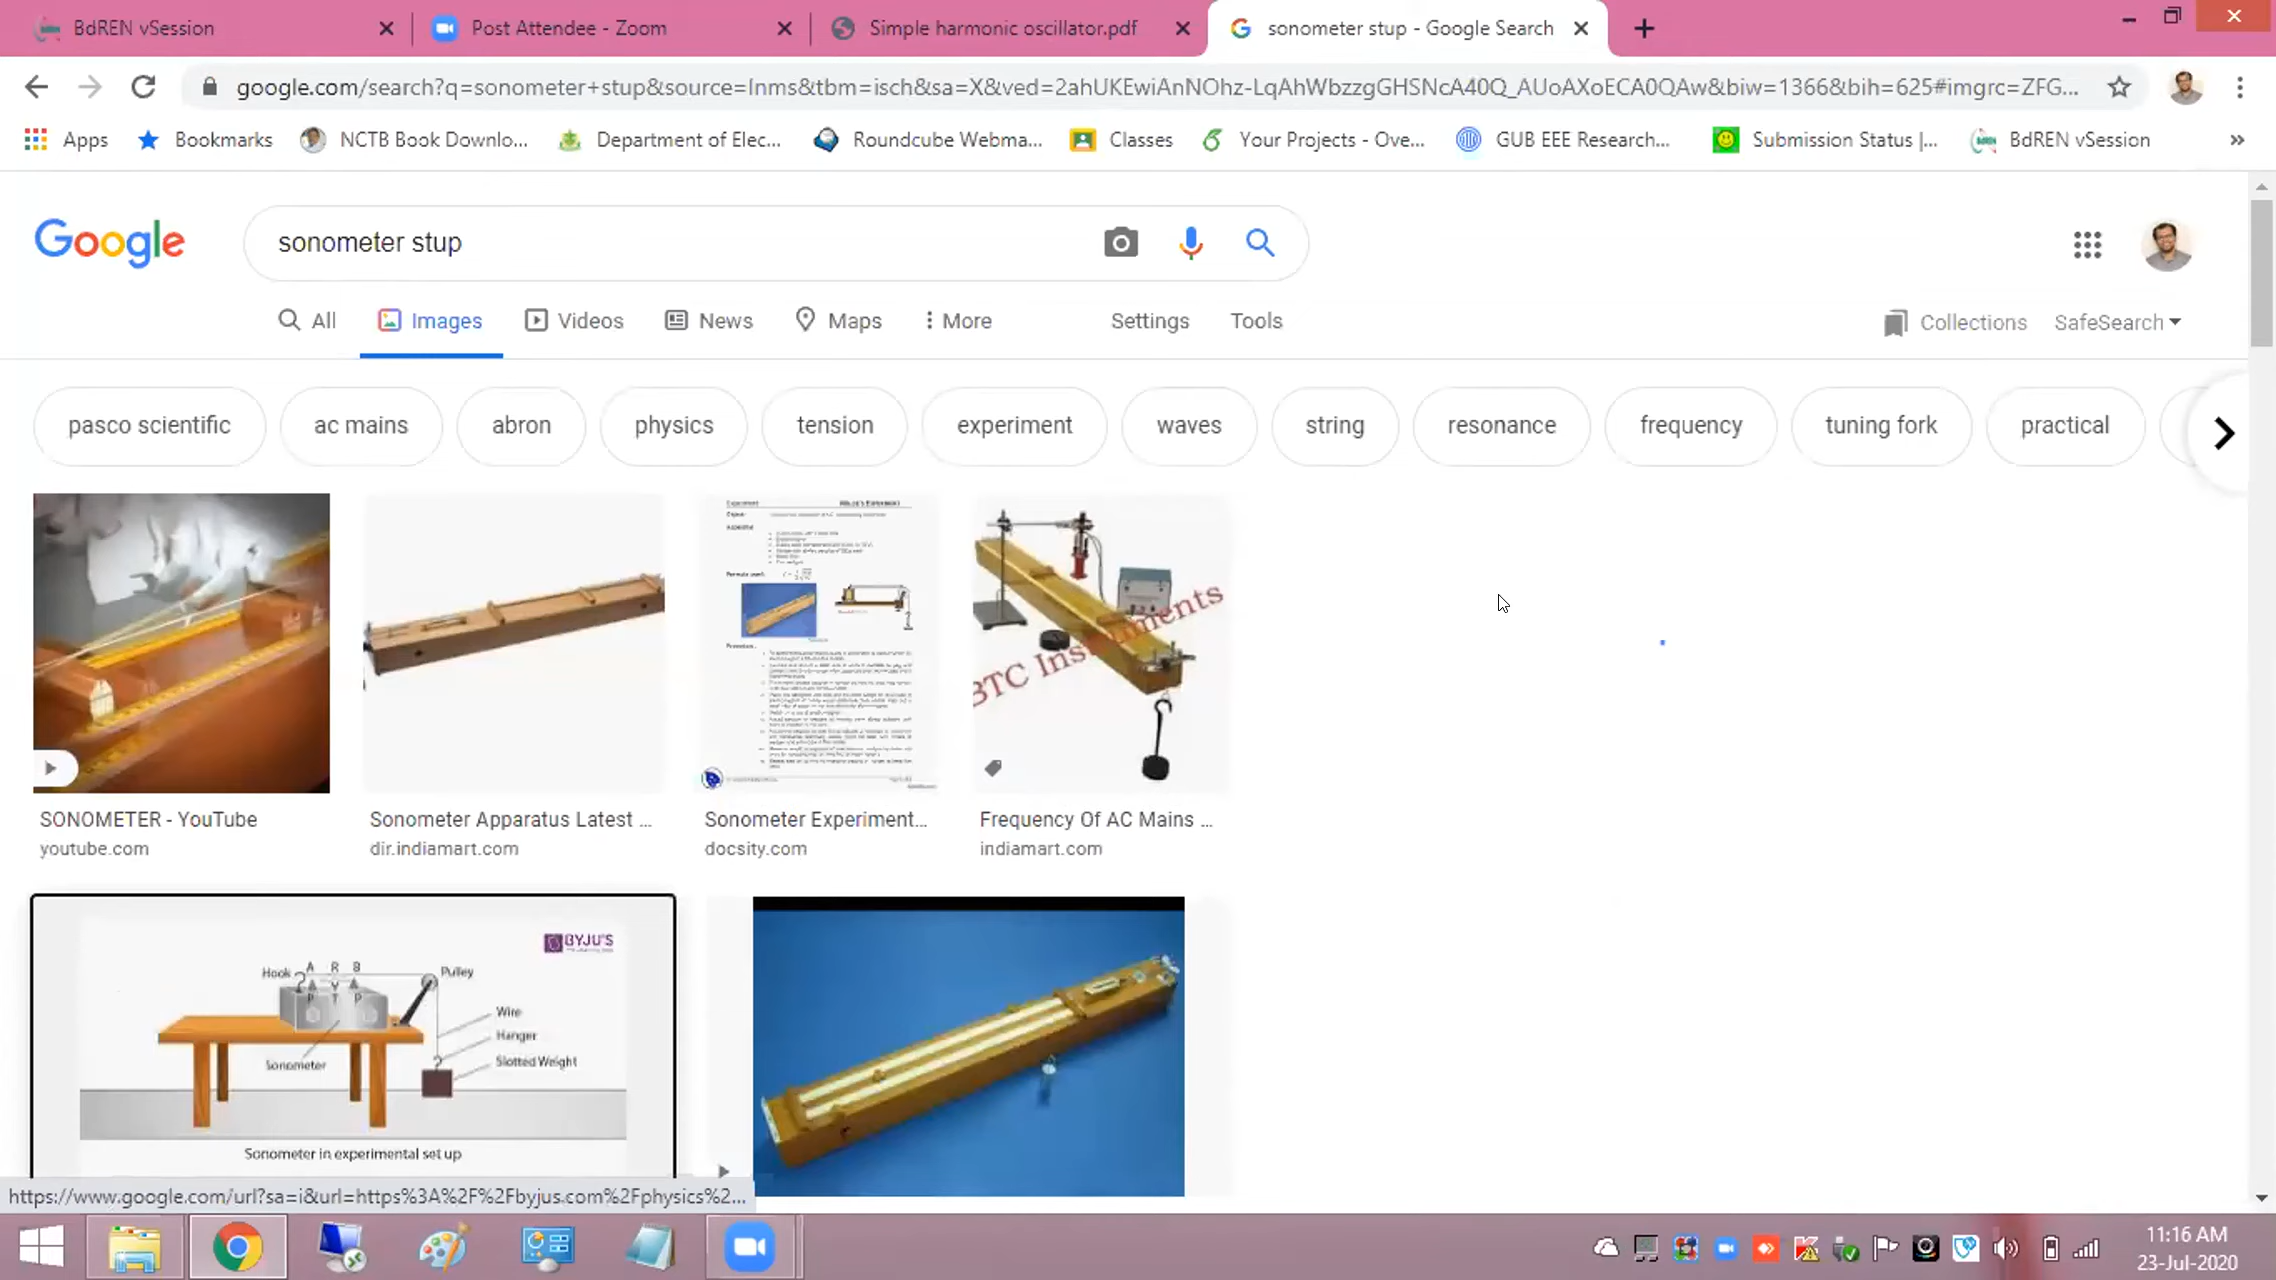 BdREN vSession
Post Attendee - Zoom
Simple harmonic oscillator.pdf
sonometer stup - Google Search
google.com/search?q=sonometer+stup&source=lnms&tbm=isch&sa=X&ved=2ahUKEwiAnNOhz-LqAhWbzzgGHSNcA40Q_AUoAXoECA0QAw&biw=1366&bih=625#imgrc=ZFG...
Apps
Bookmarks
NCTB Book Downlo...
Department of Elec...
Roundcube Webma...
Classes
Your Projects - Ove...
GUB EEE Research...
Submission Status |...
BdREN vSession
»
Google
sonometer stup
All
Images
Videos
News
Maps
More
Settings
Tools
Collections
SafeSearch
pasco scientific
ac mains
abron
physics
tension
experiment
waves
string
resonance
frequency
tuning fork
practical
BTC Instruments
SONOMETER - YouTube
youtube.com
Sonometer Apparatus Latest ...
dir.indiamart.com
Sonometer Experiment...
docsity.com
Frequency Of AC Mains ...
indiamart.com
BYJU'S
Hook
A R B
Pulley
P T P
Wire
Hanger
Slotted Weight
Sonometer
Sonometer in experimental set up
https://www.google.com/url?sa=i&url=https%3A%2F%2Fbyjus.com%2Fphysics%2...
11:16 AM
23-Jul-2020